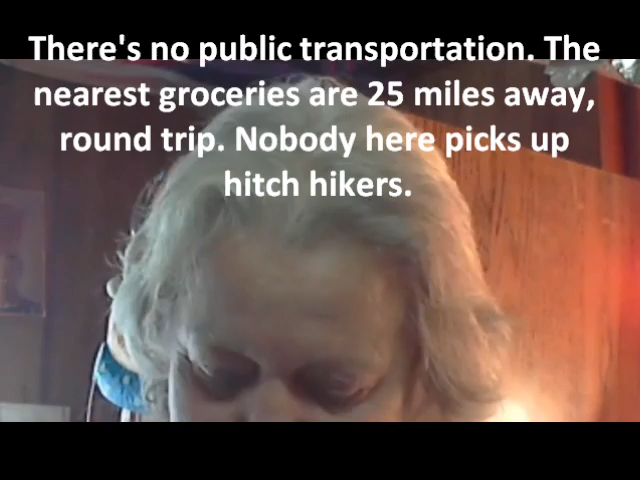 There's no public transportation. The
nearest groceries are 25 miles away,
round trip. Nobody here picks up
hitch hikers.